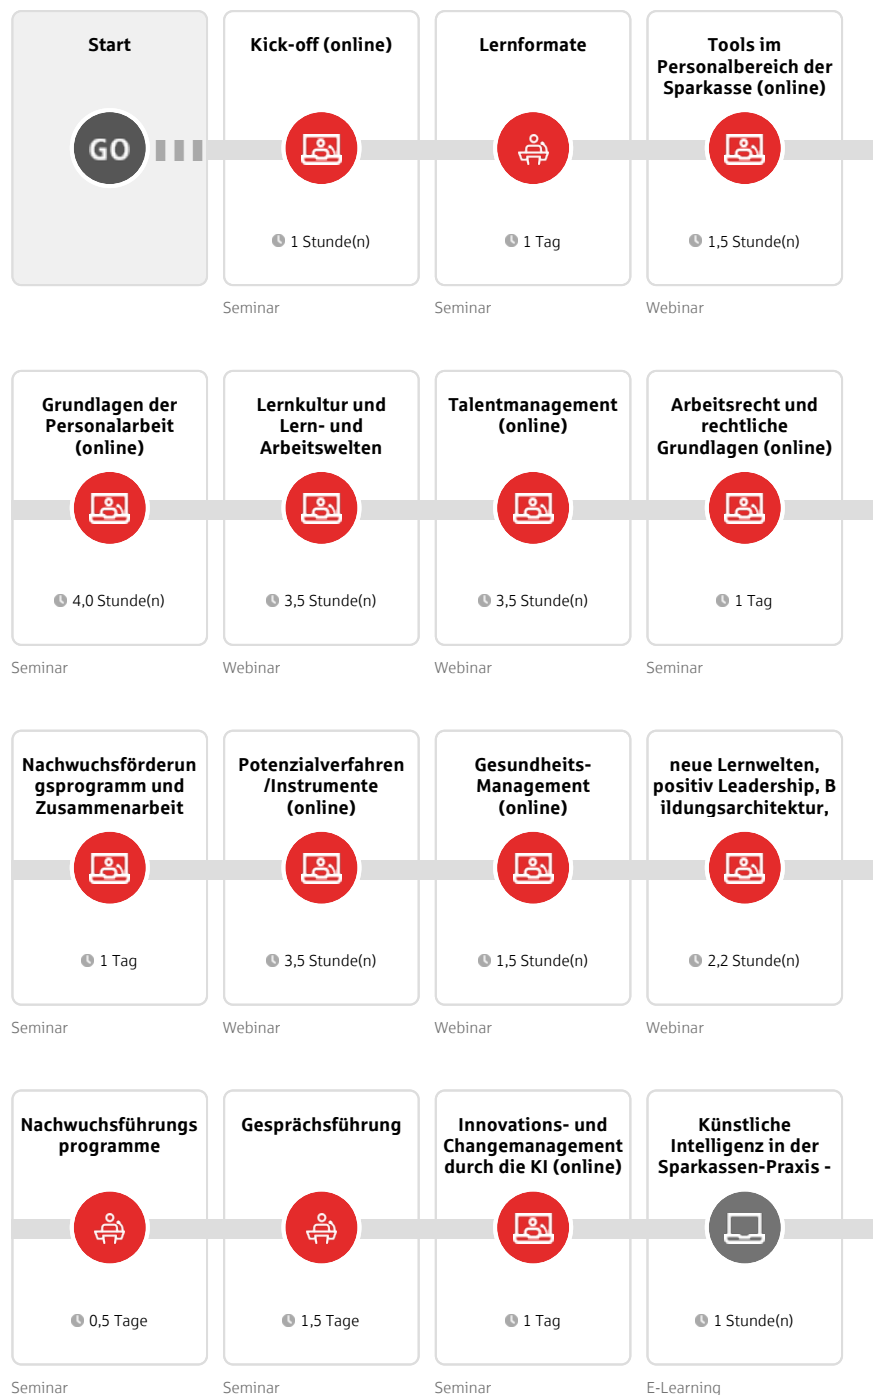 Start
GO
Kick-off (online)
1 Stunde(n)
Seminar
Lernformate
1 Tag
Seminar
Tools im
Personalbereich der
Sparkasse (online)
1,5 Stunde(n)
Webinar
Grundlagen der
Personalarbeit
(online)
4,0 Stunde(n)
Seminar
Lernkultur und
Lern- und
Arbeitswelten
3,5 Stunde(n)
Webinar
Talentmanagement
(online)
3,5 Stunde(n)
Webinar
Arbeitsrecht und
rechtliche
Grundlagen (online)
1 Tag
Seminar
Nachwuchsförderun
gsprogramm und
Zusammenarbeit
1 Tag
Seminar
Potenzialverfahren
/Instrumente
(online)
3,5 Stunde(n)
Webinar
Gesundheits-
Management
(online)
1,5 Stunde(n)
Webinar
neue Lernwelten,
positiv Leadership, B
ildungsarchitektur,
2,2 Stunde(n)
Webinar
Nachwuchsführungs
programme
0,5 Tage
Seminar
Gesprächsführung
1,5 Tage
Seminar
Innovations- und
Changemanagement
durch die KI (online)
1 Tag
Seminar
Künstliche
Intelligenz in der
Sparkassen-Praxis -
1 Stunde(n)
E-Learning